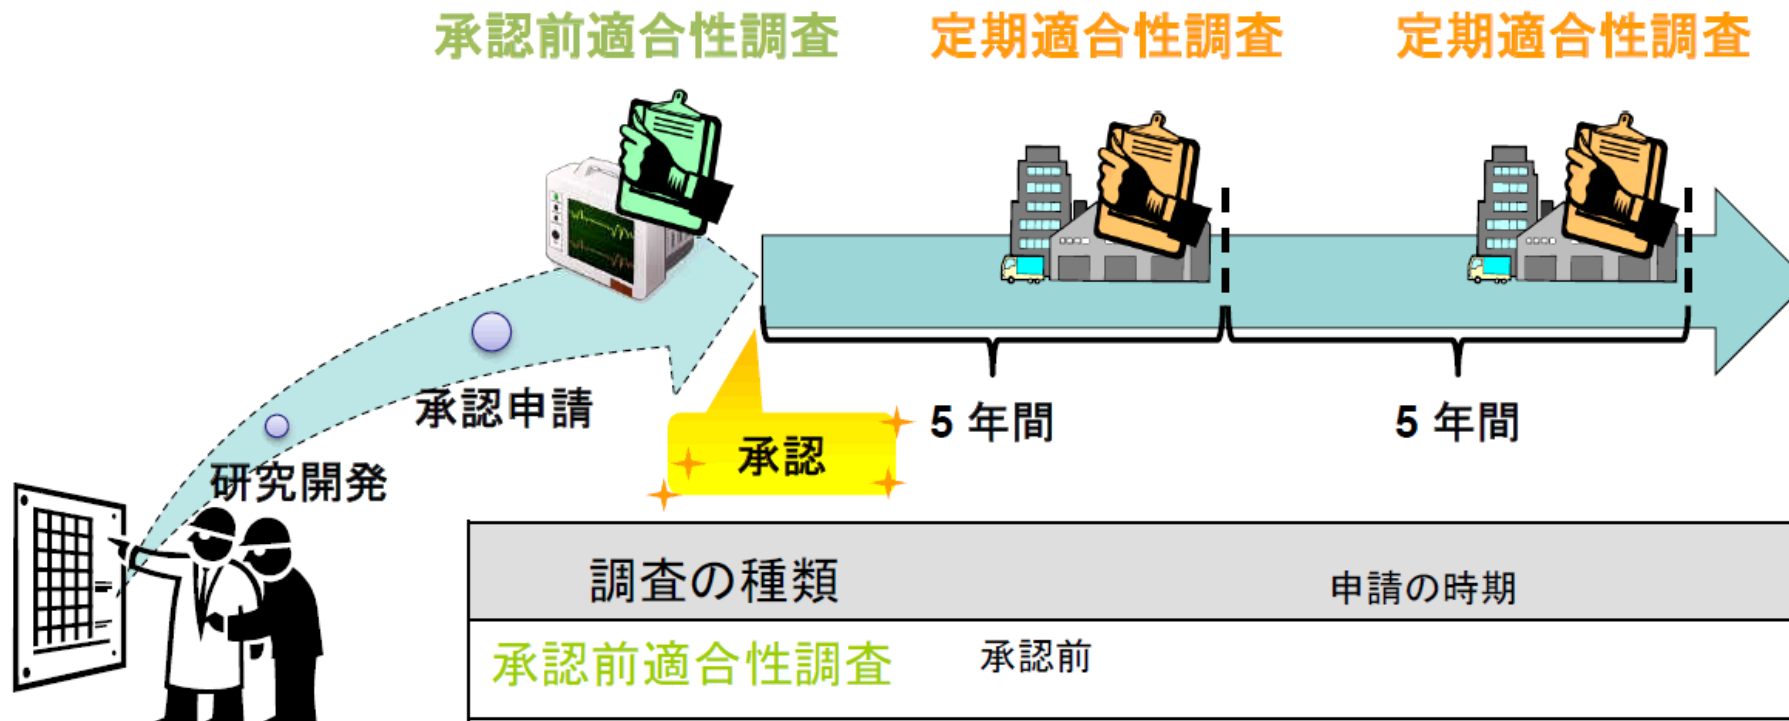 承認前適合性調査
定期適合性調査
定期適合性調査
承認申請
研究開発
承認
5 年間
5 年間
調査の種類
申請の時期
承認前適合性調査
承認前